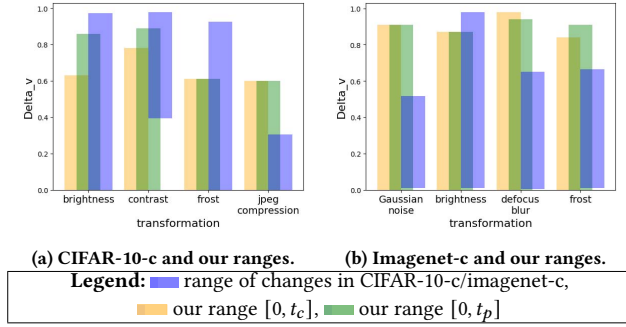 1.0
0.8
0.6
0.4
0.2
0.0
Delta_v
brightness contrast frost jpeg
compression
transformation
1.0
0.8
0.6
0.4
0.2
0.0
Delta_v
Gaussian brightness defocus frost
noise blur
transformation
(a) CIFAR-10-c and our ranges. (b) Imagenet-c and our ranges.
Legend: range of changes in CIFAR-10-c/imagenet-c,
our range [0, t_c], our range [0, t_p]